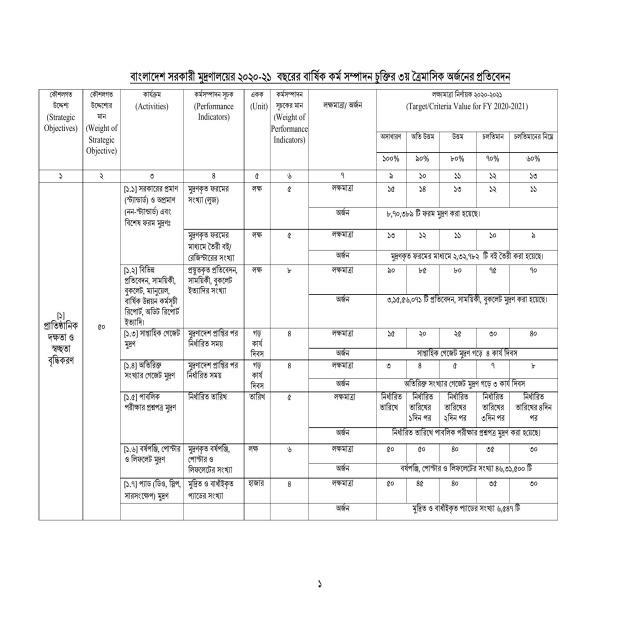 বাংলাদেশ সরকারী মুদ্রণালয়ের ২০২০-২১ বছরের বার্ষিক কর্ম সম্পাদন চুক্তির ৩য় ত্রৈমাসিক অর্জনের প্রতিবেদন
কৌশলগত উদ্দেশ্য (Strategic Objectives)
কৌশলগত উদ্দেশ্যের মান (Weight of Strategic Objective)
কার্যক্রম (Activities)
কর্মসম্পাদন সূচক (Performance Indicators)
একক (Unit)
কর্মসম্পাদন সূচকের মান (Weight of Performance Indicators)
লক্ষ্যমাত্রা/ অর্জন
লক্ষ্যমাত্রা নির্ণায়ক ২০২০-২০২১ (Target/Criteria Value for FY 2020-2021)
অসাধারণ অতি উত্তম উত্তম চলতিমান চলতিমানের নিম্নে
১০০% ৯০% ৮০% ৭০% ৬০%
১ ২ ৩ ৪ ৫ ৬ ৭ ৯ ১০ ১১ ১২ ১৩
[১] প্রাতিষ্ঠানিক দক্ষতা ও স্বচ্ছতা বৃদ্ধিকরণ
৫০
[১.১] সরকারের প্রমাণ (স্ট্যান্ডার্ড) ও অপ্রমাণ (নন-স্ট্যান্ডার্ড) এবং বিশেষ ফরম মুদ্রণঃ
মুদ্রণকৃত ফরমের সংখ্যা (লুজ)
লক্ষ ৫ লক্ষ্যমাত্রা ১৫ ১৪ ১৩ ১২ ১১
অর্জন ৮,৭০,৩৮৯ টি ফরম মুদ্রণ করা হয়েছে।
মুদ্রণকৃত ফরমের মাধ্যমে তৈরী বই/ রেজিস্টারের সংখ্যা
লক্ষ ৫ লক্ষ্যমাত্রা ১৩ ১২ ১১ ১০ ৯
অর্জন মুদ্রণকৃত ফরমের মাধ্যমে ২,৩২,৭৮২ টি বই তৈরী করা হয়েছে।
[১.২] বিভিন্ন প্রতিবেদন, সাময়িকী, বুকলেট, ম্যানুয়েল, বার্ষিক উন্নয়ন কর্মসূচী রিপোর্ট, অডিট রিপোর্ট ইত্যাদি।
প্রস্তুতকৃত প্রতিবেদন, সাময়িকী, বুকলেট ইত্যাদির সংখ্যা
লক্ষ ৮ লক্ষ্যমাত্রা ৯০ ৮৫ ৮০ ৭৫ ৭০
অর্জন ৩,১৫,৫৬,০৭১ টি প্রতিবেদন, সাময়িকী, বুকলেট মুদ্রণ করা হয়েছে।
[১.৩] সাপ্তাহিক গেজেট মুদ্রণ
মুদ্রণাদেশ প্রাপ্তির পর নির্ধারিত সময়
গড় কার্য দিবস ৪ লক্ষ্যমাত্রা ১৫ ২০ ২৫ ৩০ ৪০
অর্জন সাপ্তাহিক গেজেট মুদ্রণ গড়ে ৪ কার্য দিবস
[১.৪] অতিরিক্ত সংখ্যার গেজেট মুদ্রণ
মুদ্রণাদেশ প্রাপ্তির পর নির্ধারিত সময়
গড় কার্য দিবস ৪ লক্ষ্যমাত্রা ৩ ৪ ৫ ৭ ৮
অর্জন অতিরিক্ত সংখ্যার গেজেট মুদ্রণ গড়ে ৩ কার্য দিবস
[১.৫] পাবলিক পরীক্ষার প্রশ্নপত্র মুদ্রণ
নির্ধারিত তারিখ
তারিখ ৫ লক্ষ্যমাত্রা নির্ধারিত তারিখে নির্ধারিত তারিখের ১দিন পর নির্ধারিত তারিখের ২দিন পর নির্ধারিত তারিখের ৩দিন পর নির্ধারিত তারিখের ৪দিন পর
অর্জন নির্ধারিত তারিখে পাবলিক পরীক্ষার প্রশ্নপত্র মুদ্রণ করা হয়েছে।
[১.৬] বর্ষপঞ্জি, পোস্টার ও লিফলেট মুদ্রণ
মুদ্রণকৃত বর্ষপঞ্জি, পোস্টার ও লিফলেটের সংখ্যা
লক্ষ ৬ লক্ষ্যমাত্রা ৫০ ৫০ ৪০ ৩৫ ৩০
অর্জন বর্ষপঞ্জি, পোস্টার ও লিফলেটের সংখ্যা ৪৬,৩১,৫০০ টি
[১.৭] প্যাড (ডিও, স্লিপ, সারসংক্ষেপ) মুদ্রণ
মুদ্রিত ও বাধাঁইকৃত প্যাডের সংখ্যা
হাজার ৪ লক্ষ্যমাত্রা ৫০ ৪৫ ৪০ ৩৫ ৩০
অর্জন মুদ্রিত ও বাধাঁইকৃত প্যাডের সংখ্যা ৬,৫৪৭ টি
১